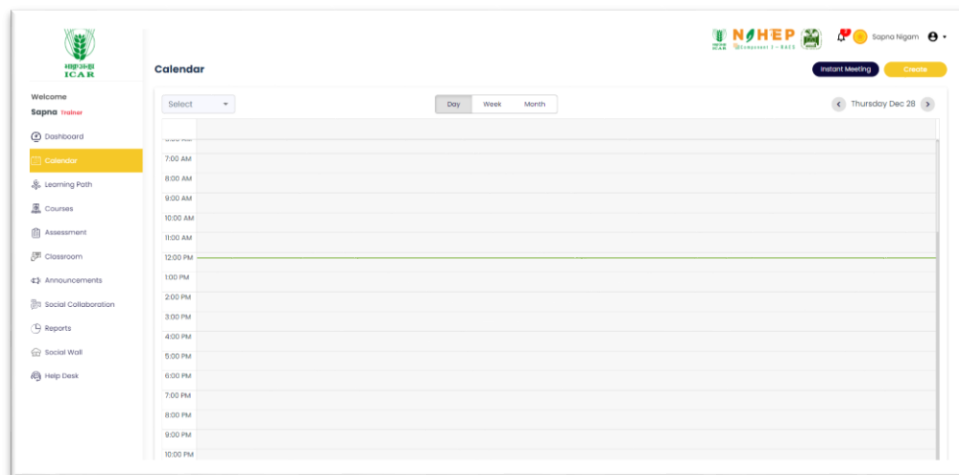 NAHEP
Component 2 - RAES
ICAR
Sapna Nigam
ICAR
Calendar
Instant Meeting
Create
Welcome
Sapna Trainer
Select
Day Week Month
Thursday Dec 28
Dashboard
Calendar
Learning Path
Courses
Assessment
Classroom
Announcements
Social Collaboration
Reports
Social Wall
Help Desk
7:00 AM
8:00 AM
9:00 AM
10:00 AM
11:00 AM
12:00 PM
1:00 PM
2:00 PM
3:00 PM
4:00 PM
5:00 PM
6:00 PM
7:00 PM
8:00 PM
9:00 PM
10:00 PM